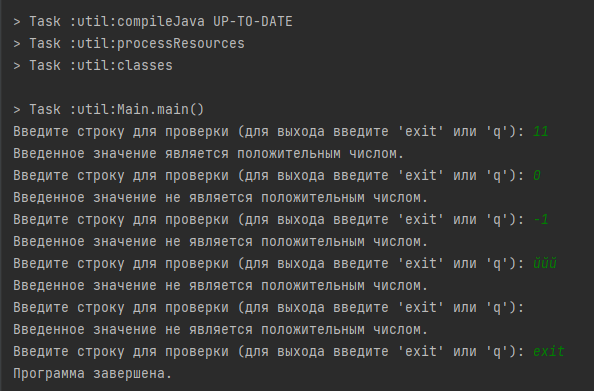 > Task :util:compileJava UP-TO-DATE
> Task :util:processResources
> Task :util:classes
> Task :util:Main.main()
Введите строку для проверки (для выхода введите 'exit' или 'q'): 11
Введенное значение является положительным числом.
Введите строку для проверки (для выхода введите 'exit' или 'q'): 0
Введенное значение не является положительным числом.
Введите строку для проверки (для выхода введите 'exit' или 'q'): -1
Введенное значение не является положительным числом.
Введите строку для проверки (для выхода введите 'exit' или 'q'): ййй
Введенное значение не является положительным числом.
Введите строку для проверки (для выхода введите 'exit' или 'q'):
Введенное значение не является положительным числом.
Введите строку для проверки (для выхода введите 'exit' или 'q'): exit
Программа завершена.